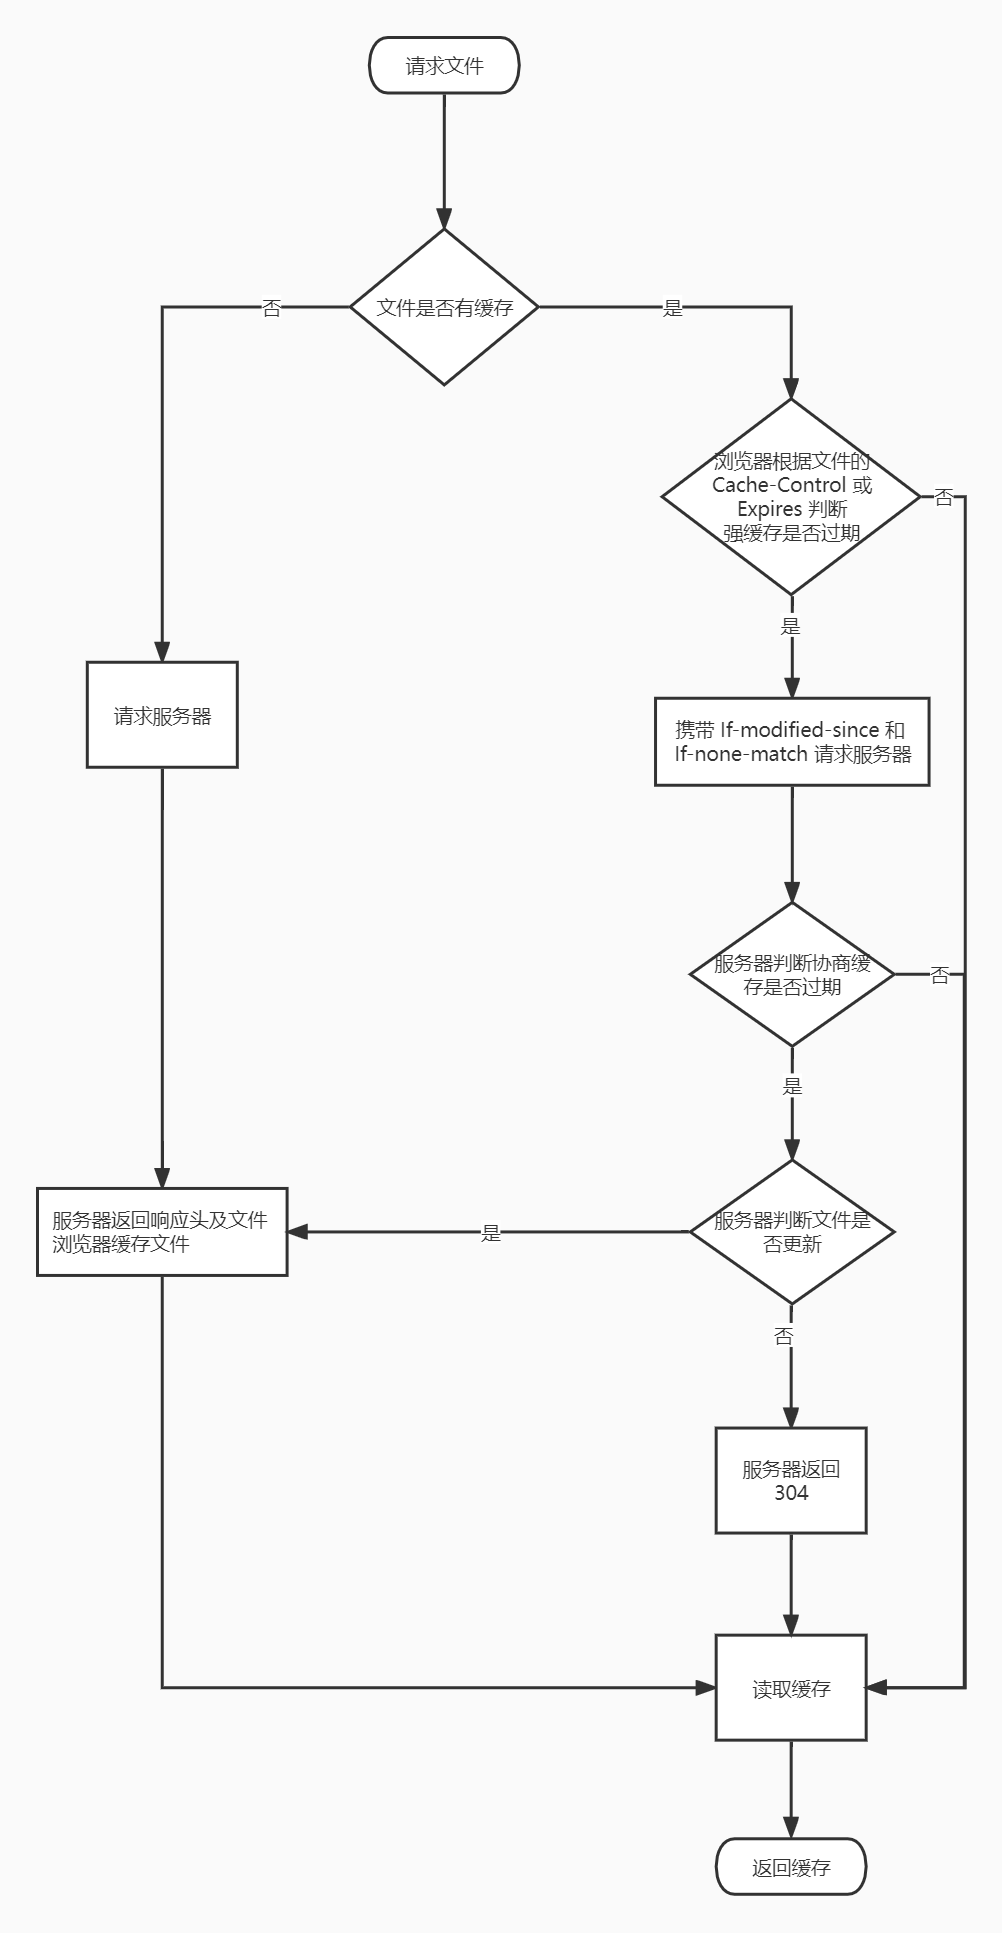 请求文件
文件是否有缓存
否
是
浏览器根据文件的
Cache-Control 或
Expires 判断
强缓存是否过期
否
是
请求服务器
携带 If-modified-since 和
If-none-match 请求服务器
服务器判断协商缓
存是否过期
否
是
服务器返回响应头及文件
浏览器缓存文件
是
服务器判断文件是
否更新
否
服务器返回
304
读取缓存
返回缓存